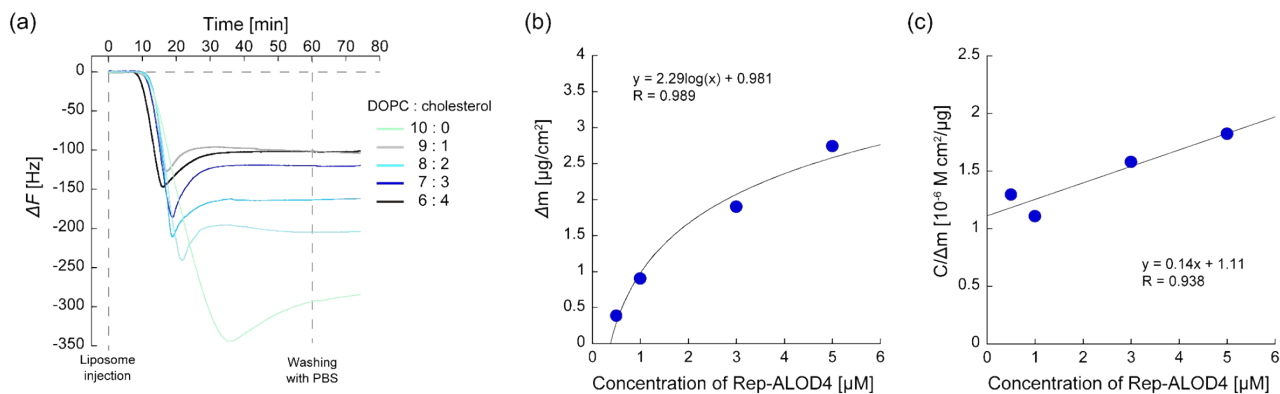 (a)
Time [min]
0 10 20 30 40 50 60 70 80
0
-50
-100
-150
-200
-250
-300
-350
ΔF [Hz]
DOPC : cholesterol
10 : 0
9 : 1
8 : 2
7 : 3
6 : 4
Liposome
injection
Washing
with PBS
(b)
4
3.5
3
2.5
2
1.5
1
0.5
0
Δm [µg/cm²]
y = 2.29log(x) + 0.981
R = 0.989
0 1 2 3 4 5 6
Concentration of Rep-ALOD4 [µM]
(c)
2.5
2
1.5
1
0.5
0
C/Δm [10⁻⁶ M cm²/µg]
y = 0.14x + 1.11
R = 0.938
0 1 2 3 4 5 6
Concentration of Rep-ALOD4 [µM]